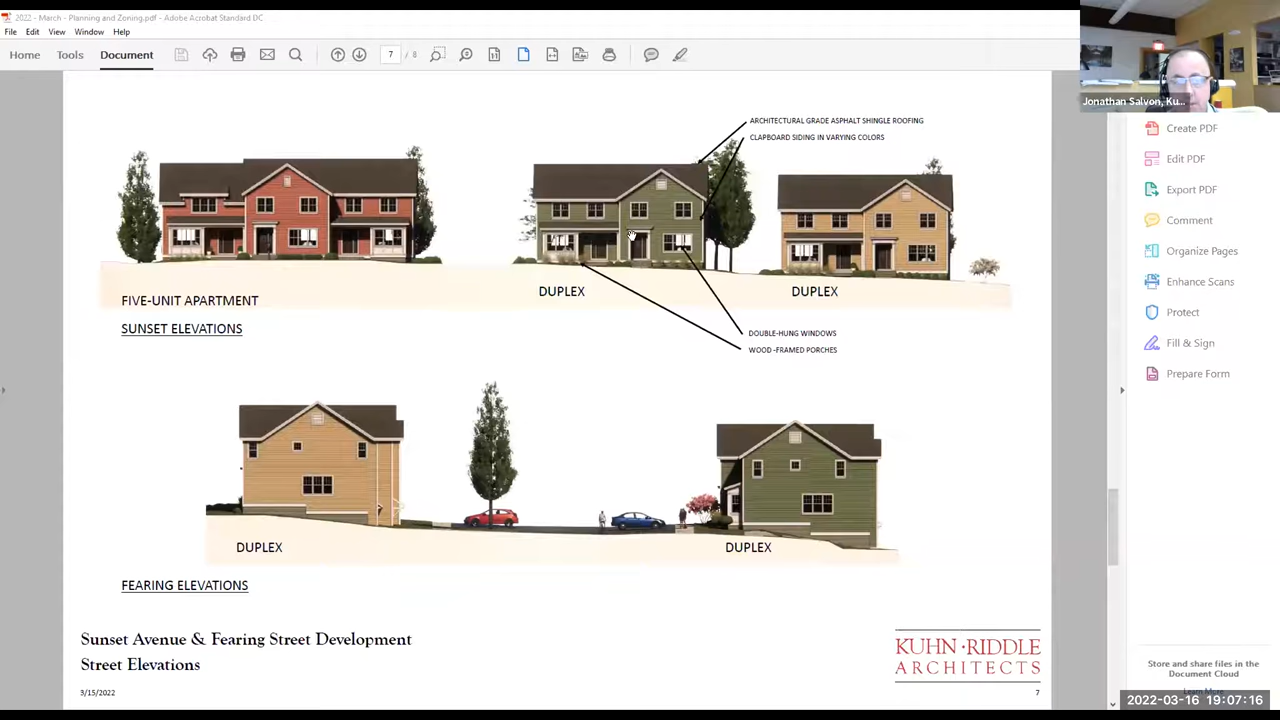 2022 - March - Planning and Zoning.pdf - Adobe Acrobat Standard DC
File Edit View Window Help
Home Tools Document 7 / 8
Jonathan Salvon, Ku...
ARCHITECTURAL GRADE ASPHALT SHINGLE ROOFING
CLAPBOARD SIDING IN VARYING COLORS
FIVE-UNIT APARTMENT
DUPLEX
DUPLEX
SUNSET ELEVATIONS
DOUBLE-HUNG WINDOWS
WOOD-FRAMED PORCHES
DUPLEX
DUPLEX
FEARING ELEVATIONS
Sunset Avenue & Fearing Street Development
Street Elevations
KUHN·RIDDLE
ARCHITECTS
3/15/2022
7
Create PDF
Edit PDF
Export PDF
Comment
Organize Pages
Enhance Scans
Protect
Fill & Sign
Prepare Form
Store and share files in the
Document Cloud
Learn More
2022-03-16 19:07:16